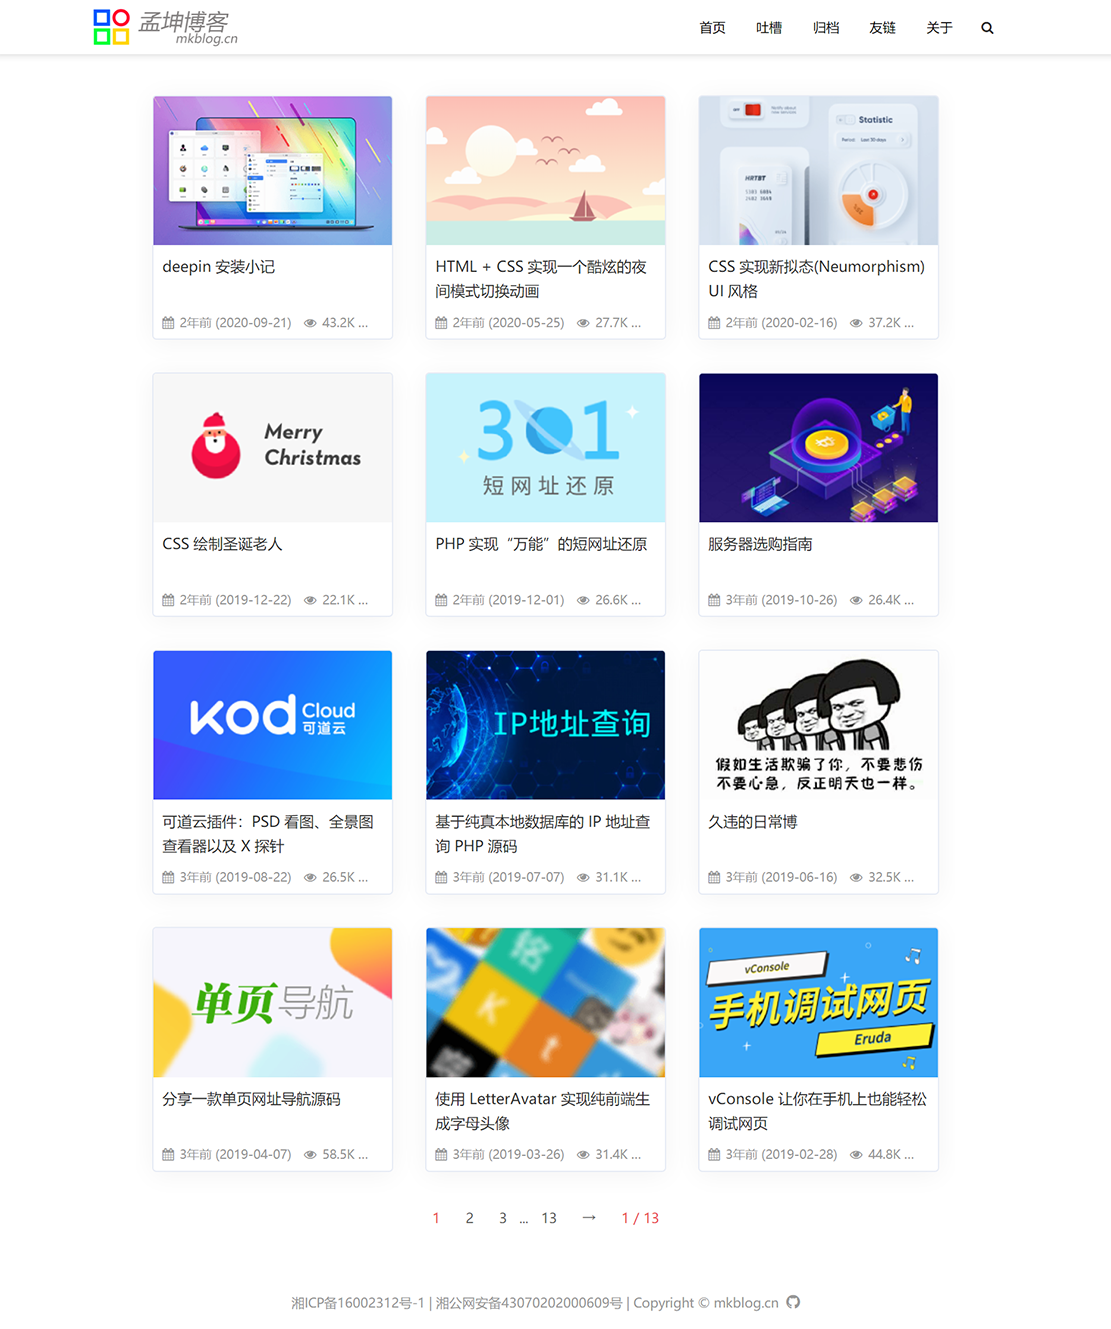 孟坤博客
mkblog.cn
首页 吐槽 归档 友链 关于
deepin 安装小记
2年前 (2020-09-21) 43.2K ...
HTML + CSS 实现一个酷炫的夜
间模式切换动画
2年前 (2020-05-25) 27.7K ...
Statistic
Period: Last 30 days
HRTBT
CSS 实现新拟态(Neumorphism)
UI 风格
2年前 (2020-02-16) 37.2K ...
Merry
Christmas
CSS 绘制圣诞老人
2年前 (2019-12-22) 22.1K ...
301
短网址还原
PHP 实现“万能”的短网址还原
2年前 (2019-12-01) 26.6K ...
服务器选购指南
3年前 (2019-10-26) 26.4K ...
kod Cloud
可道云
可道云插件：PSD 看图、全景图
查看器以及 X 探针
3年前 (2019-08-22) 26.5K ...
IP地址查询
基于纯真本地数据库的 IP 地址查
询 PHP 源码
3年前 (2019-07-07) 31.1K ...
假如生活欺骗了你，不要悲伤
不要心急，反正明天也一样。
久违的日常博
3年前 (2019-06-16) 32.5K ...
单页导航
分享一款单页网址导航源码
3年前 (2019-04-07) 58.5K ...
铭
K
t
使用 LetterAvatar 实现纯前端生
成字母头像
3年前 (2019-03-26) 31.4K ...
vConsole
手机调试网页
Eruda
vConsole 让你在手机上也能轻松
调试网页
3年前 (2019-02-28) 44.8K ...
1 2 3 ... 13 → 1 / 13
湘ICP备16002312号-1 | 湘公网安备43070202000609号 | Copyright © mkblog.cn